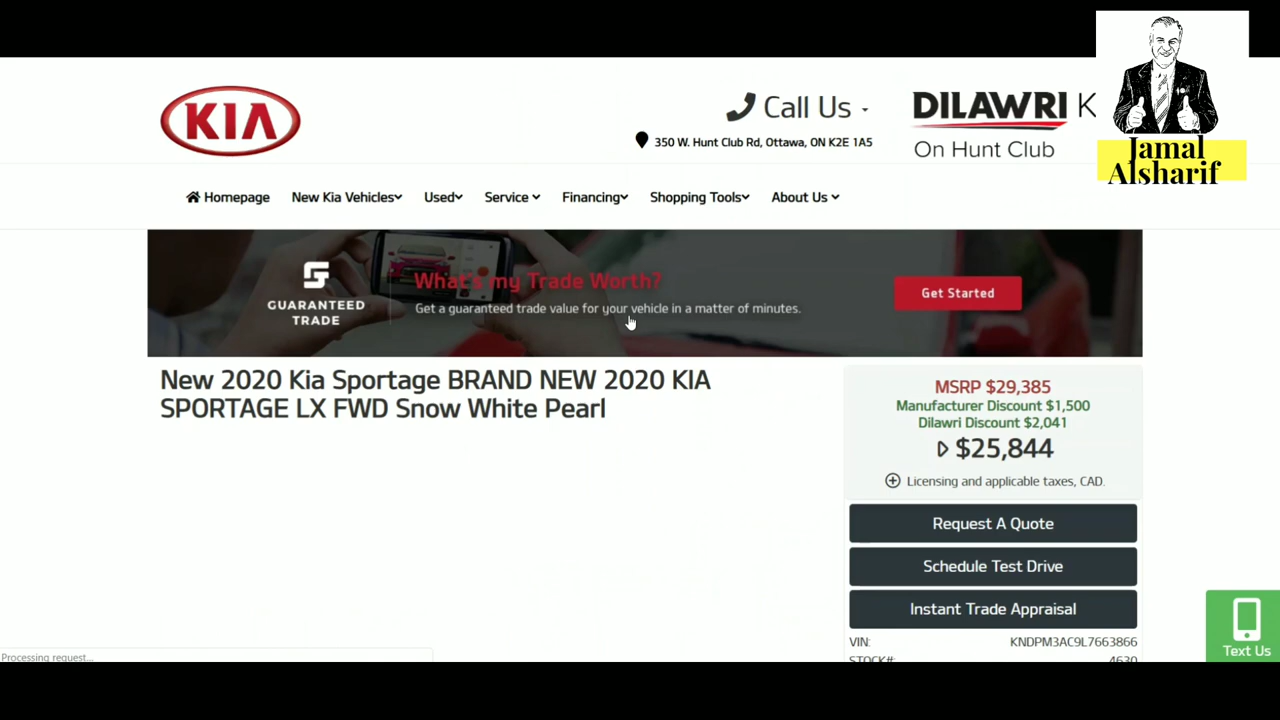 KIA
Call Us
350 W. Hunt Club Rd, Ottawa, ON K2E 1A5
DILAWRI K
On Hunt Club
Jamal
Alsharif
Homepage New Kia Vehicles Used Service Financing Shopping Tools About Us
GUARANTEED
TRADE
What's my Trade Worth?
Get a guaranteed trade value for your vehicle in a matter of minutes.
Get Started
New 2020 Kia Sportage BRAND NEW 2020 KIA
SPORTAGE LX FWD Snow White Pearl
MSRP $29,385
Manufacturer Discount $1,500
Dilawri Discount $2,041
$25,844
Licensing and applicable taxes, CAD.
Request A Quote
Schedule Test Drive
Instant Trade Appraisal
VIN: KNDPM3AC9L7663866
STOCK#: 4630
Text Us
Processing request...